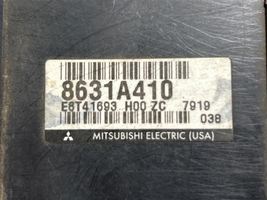 8631A410
E8T41693 H00 ZC 7919
038
MITSUBISHI ELECTRIC (USA)